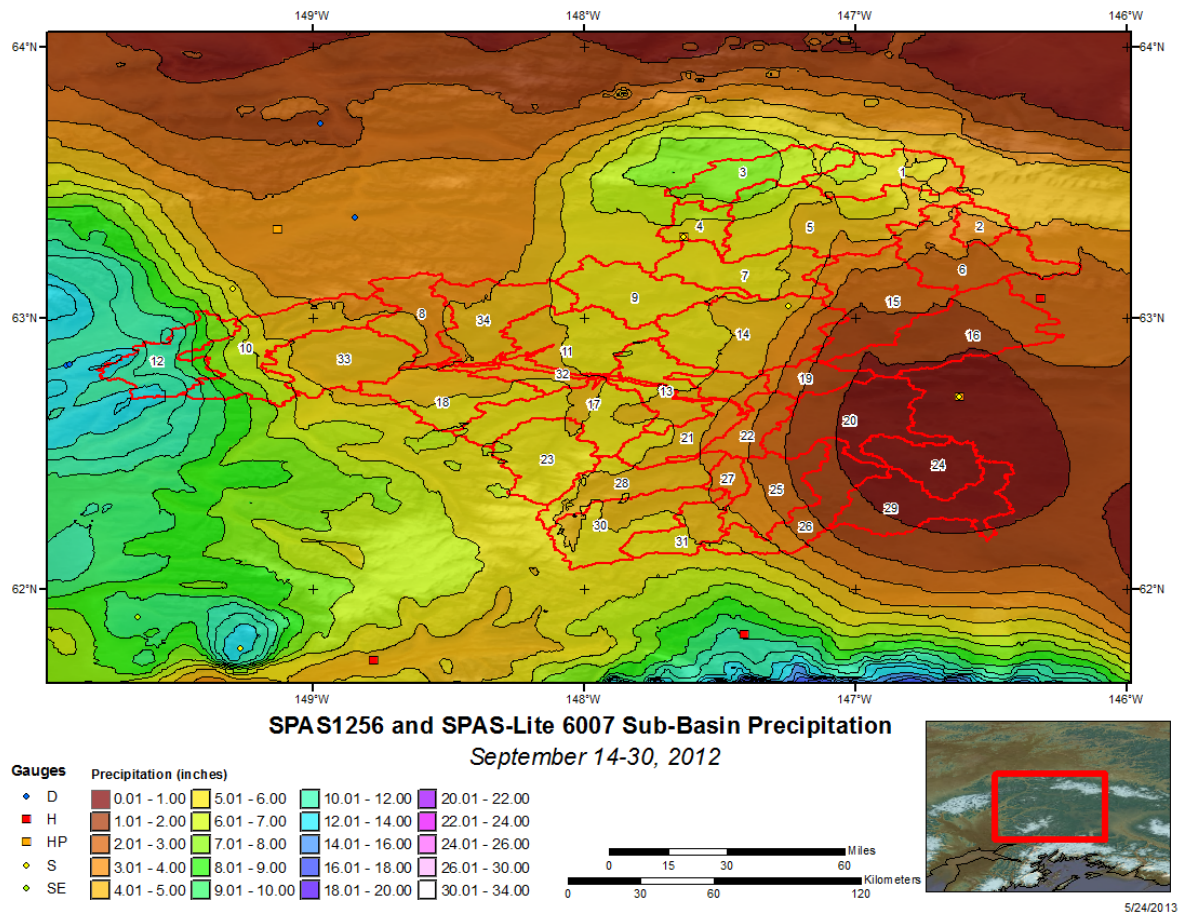 149°W 148°W 147°W 146°W
64°N 64°N
3 1
4 5 2
7 6
9 15
63°N 63°N
8 34 14 16
10 11
12 33 32 19
18 17 13
20
21 22
23 24
28 27 25
30 26 29
31
62°N 62°N
149°W 148°W 147°W 146°W
SPAS1256 and SPAS-Lite 6007 Sub-Basin Precipitation
September 14-30, 2012
Gauges
D
H
HP
S
SE
Precipitation (inches)
0.01 - 1.00 5.01 - 6.00 10.01 - 12.00 20.01 - 22.00
1.01 - 2.00 6.01 - 7.00 12.01 - 14.00 22.01 - 24.00
2.01 - 3.00 7.01 - 8.00 14.01 - 16.00 24.01 - 26.00
3.01 - 4.00 8.01 - 9.00 16.01 - 18.00 26.01 - 30.00
4.01 - 5.00 9.01 - 10.00 18.01 - 20.00 30.01 - 34.00
Miles
0 15 30 60
Kilometers
0 30 60 120
5/24/2013